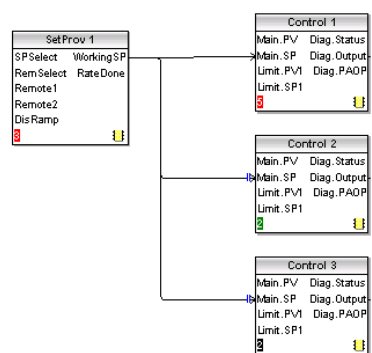 SetProv 1
SPSelect WorkingSP
RemSelect RateDone
Remote1
Remote2
DisRamp
3
Control 1
Main.PV Diag.Status
Main.SP Diag.Output
Limit.PV1 Diag.PAOP
Limit.SP1
5
Control 2
Main.PV Diag.Status
Main.SP Diag.Output
Limit.PV1 Diag.PAOP
Limit.SP1
2
Control 3
Main.PV Diag.Status
Main.SP Diag.Output
Limit.PV1 Diag.PAOP
Limit.SP1
2